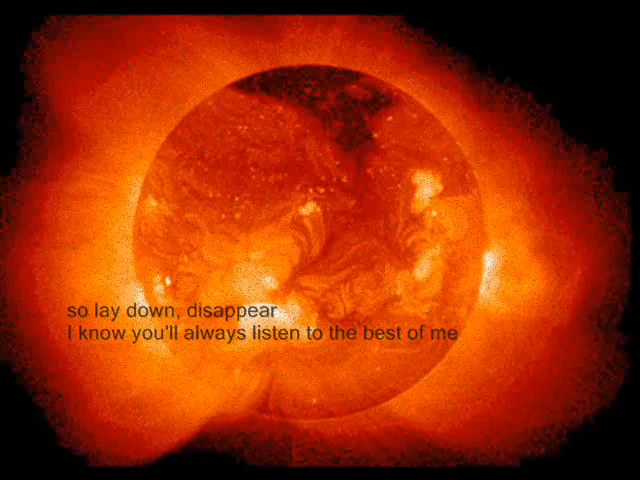 so lay down, disappear
I know you'll always listen to the best of me